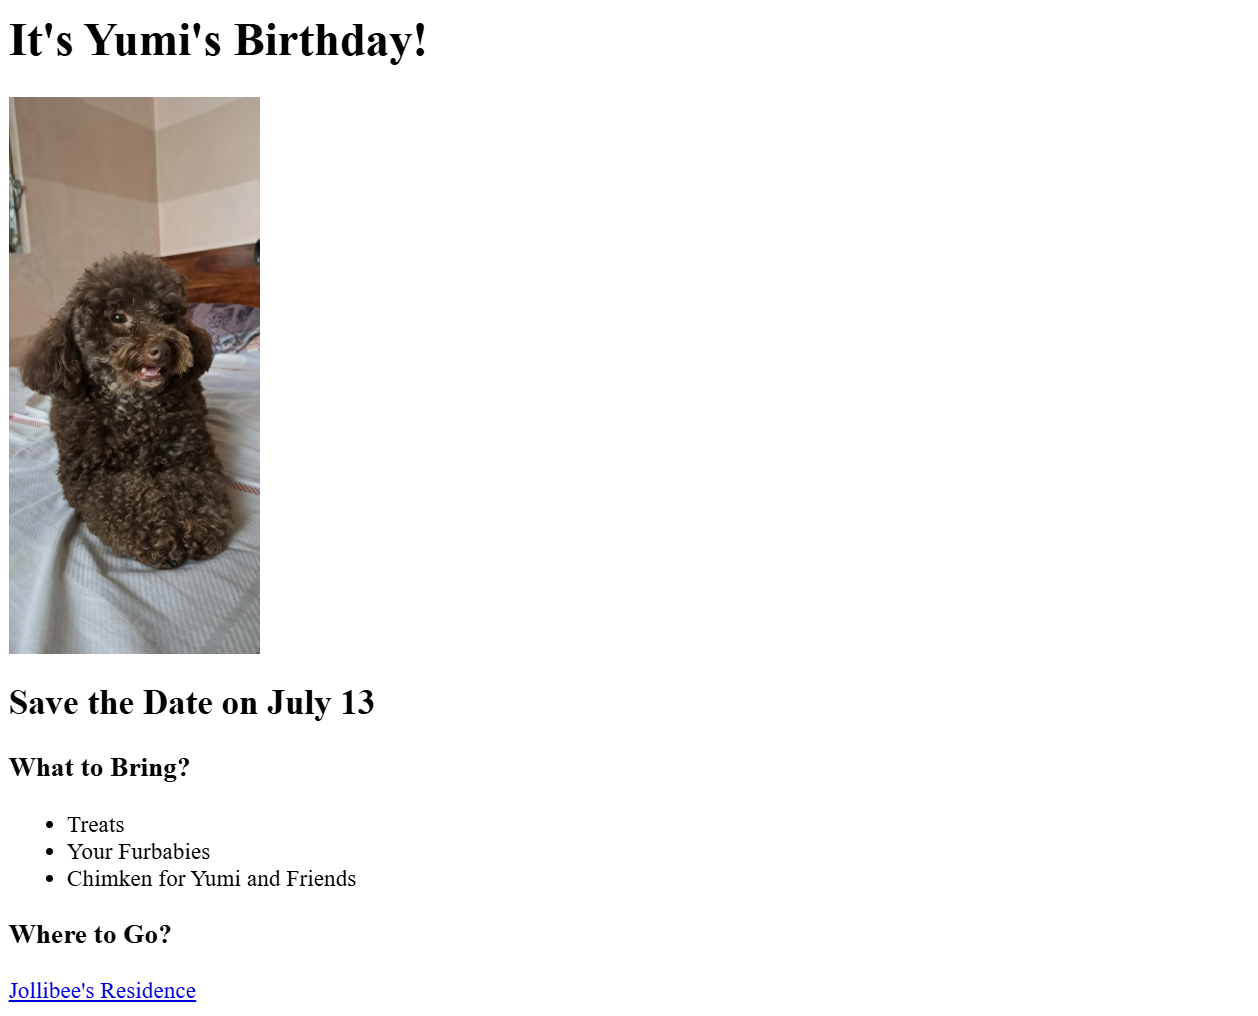 It's Yumi's Birthday!
Save the Date on July 13
What to Bring?
Treats
Your Furbabies
Chimken for Yumi and Friends
Where to Go?
Jollibee's Residence